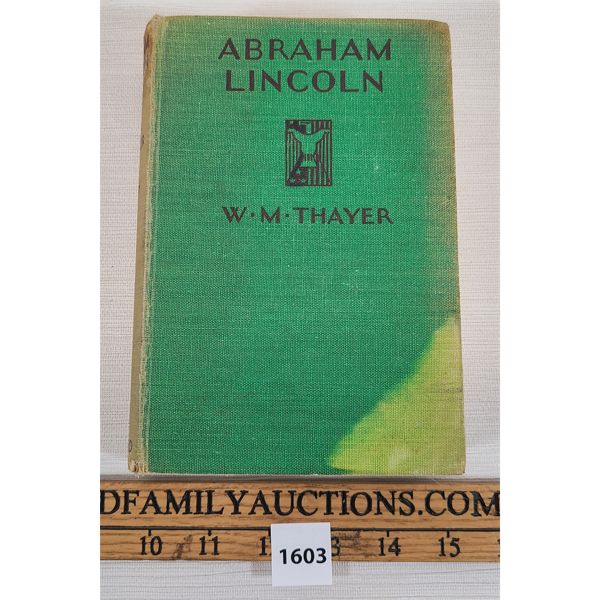 ABRAHAM
LINCOLN
W·M·THAYER
DFAMILYAUCTIONS.COM
10 11 14 15
1603